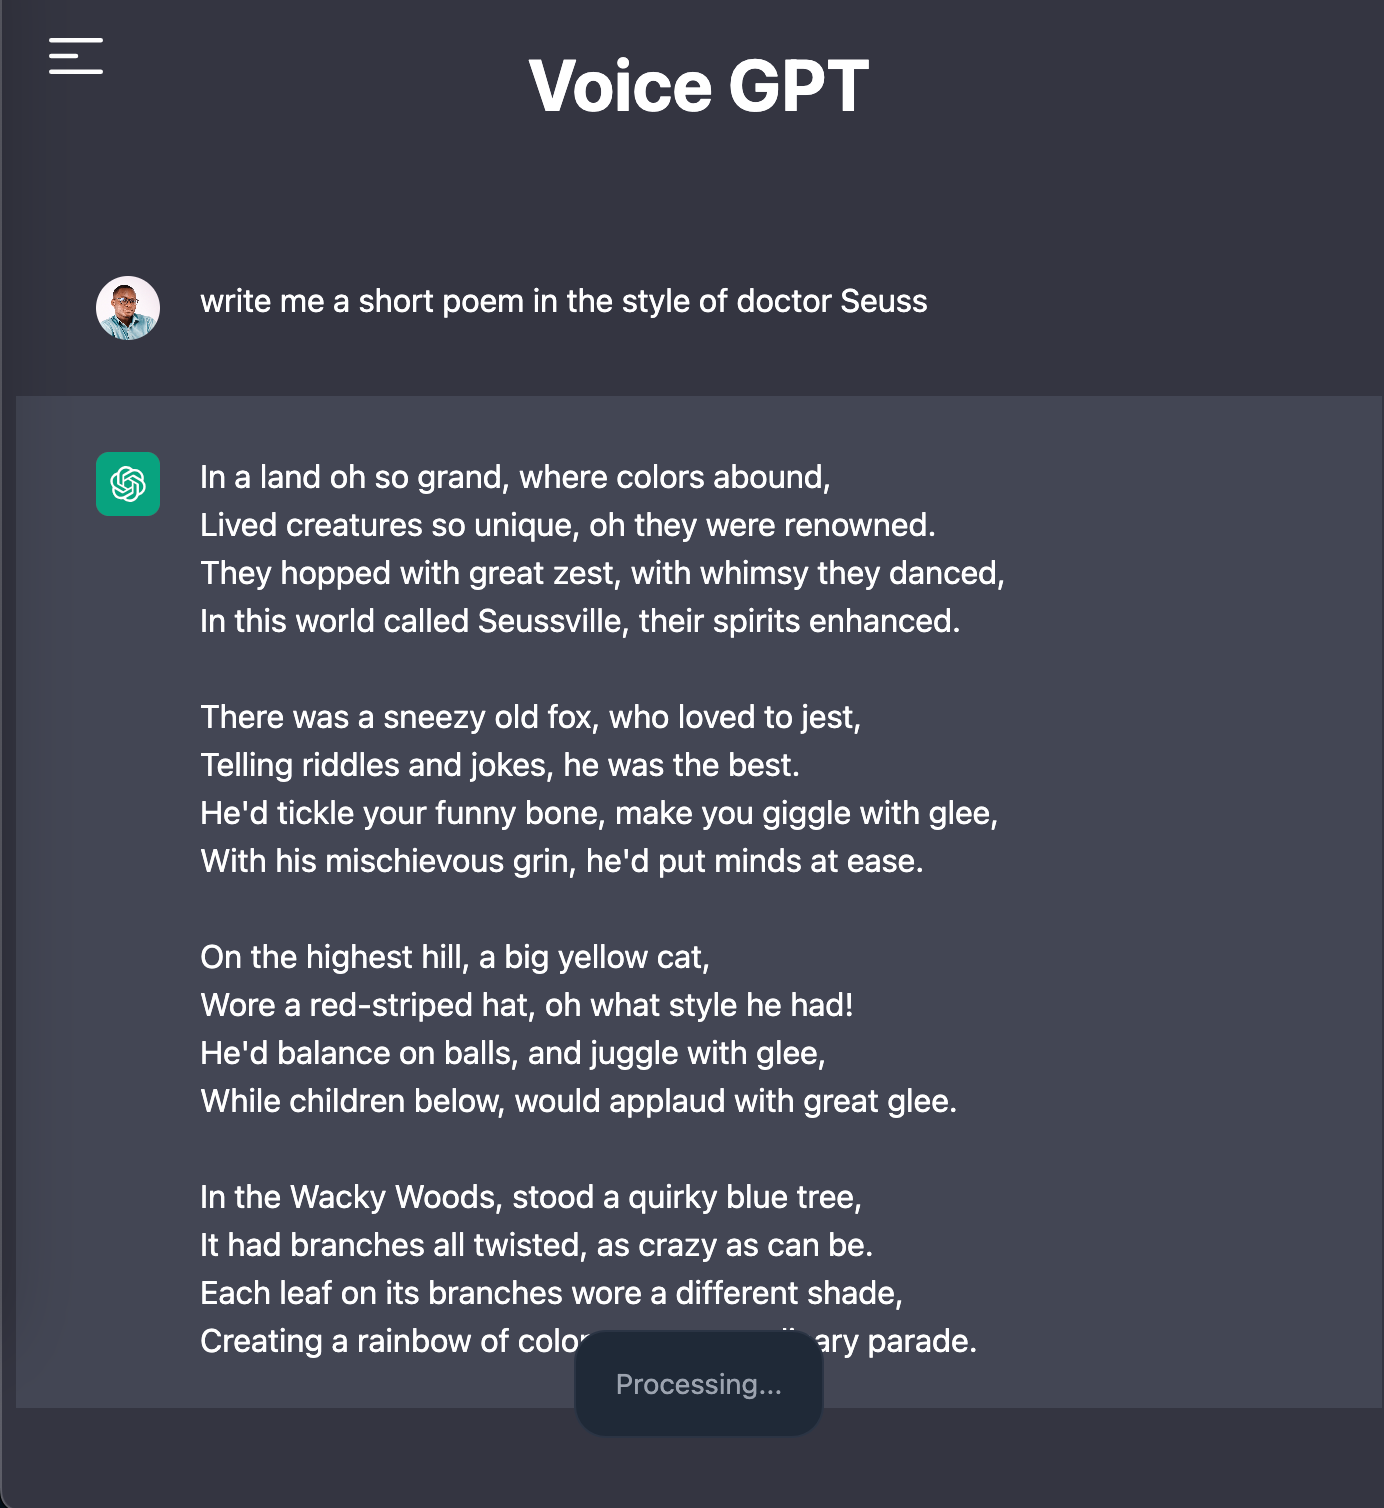 Voice GPT
write me a short poem in the style of doctor Seuss
In a land oh so grand, where colors abound,
Lived creatures so unique, oh they were renowned.
They hopped with great zest, with whimsy they danced,
In this world called Seussville, their spirits enhanced.
There was a sneezy old fox, who loved to jest,
Telling riddles and jokes, he was the best.
He'd tickle your funny bone, make you giggle with glee,
With his mischievous grin, he'd put minds at ease.
On the highest hill, a big yellow cat,
Wore a red-striped hat, oh what style he had!
He'd balance on balls, and juggle with glee,
While children below, would applaud with great glee.
In the Wacky Woods, stood a quirky blue tree,
It had branches all twisted, as crazy as can be.
Each leaf on its branches wore a different shade,
Creating a rainbow of parade.
Processing...